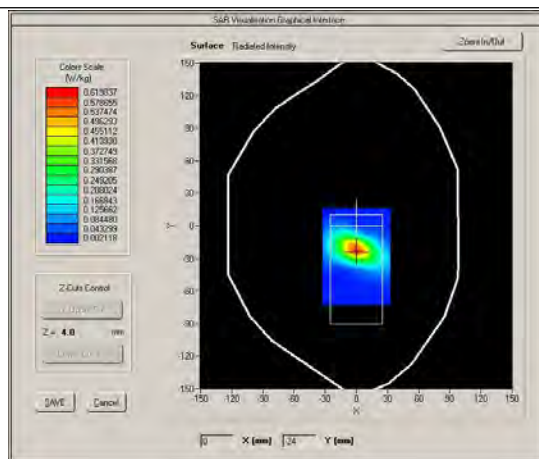 SAR Visualisation Graphical Interface
Surface Radiated Intensity
Zoom In/Out
Colors Scale
(W/kg)
0.619837
0.578655
0.537474
0.496293
0.455112
0.413930
0.372749
0.331568
0.290387
0.249205
0.208024
0.166843
0.125662
0.084480
0.043299
0.002118
150
120
90
60
30
0
-30
-60
-90
-120
-150
Y
-150 -120 -90 -60 -30 0 30 60 90 120 150
X
Z-Cuts Control
Z = 4.0 mm
SAVE
Cancel
0 X (mm) -24 Y (mm)